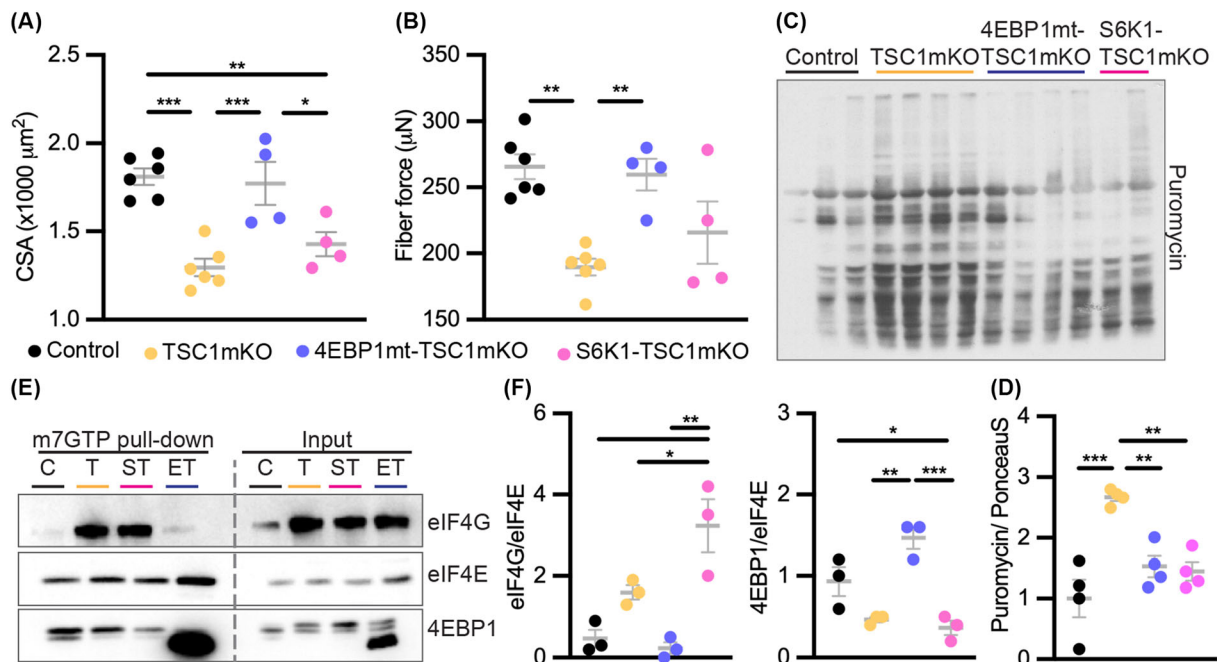 (A)
**
***
***
*
CSA (x1000 μm²)
2.5
2.0
1.5
1.0
(B)
**
**
Fiber force (μN)
350
300
250
200
150
Control
TSC1mKO
4EBP1mt-TSC1mKO
S6K1-TSC1mKO
(C)
Control
TSC1mKO
4EBP1mt-
TSC1mKO
S6K1-
TSC1mKO
Puromycin
(E)
m7GTP pull-down
Input
C
T
ST
ET
C
T
ST
ET
eIF4G
eIF4E
4EBP1
(F)
**
*
eIF4G/eIF4E
6
4
2
0
*
**
***
4EBP1/eIF4E
3
2
1
0
(D)
**
***
**
Puromycin/ PonceauS
4
3
2
1
0